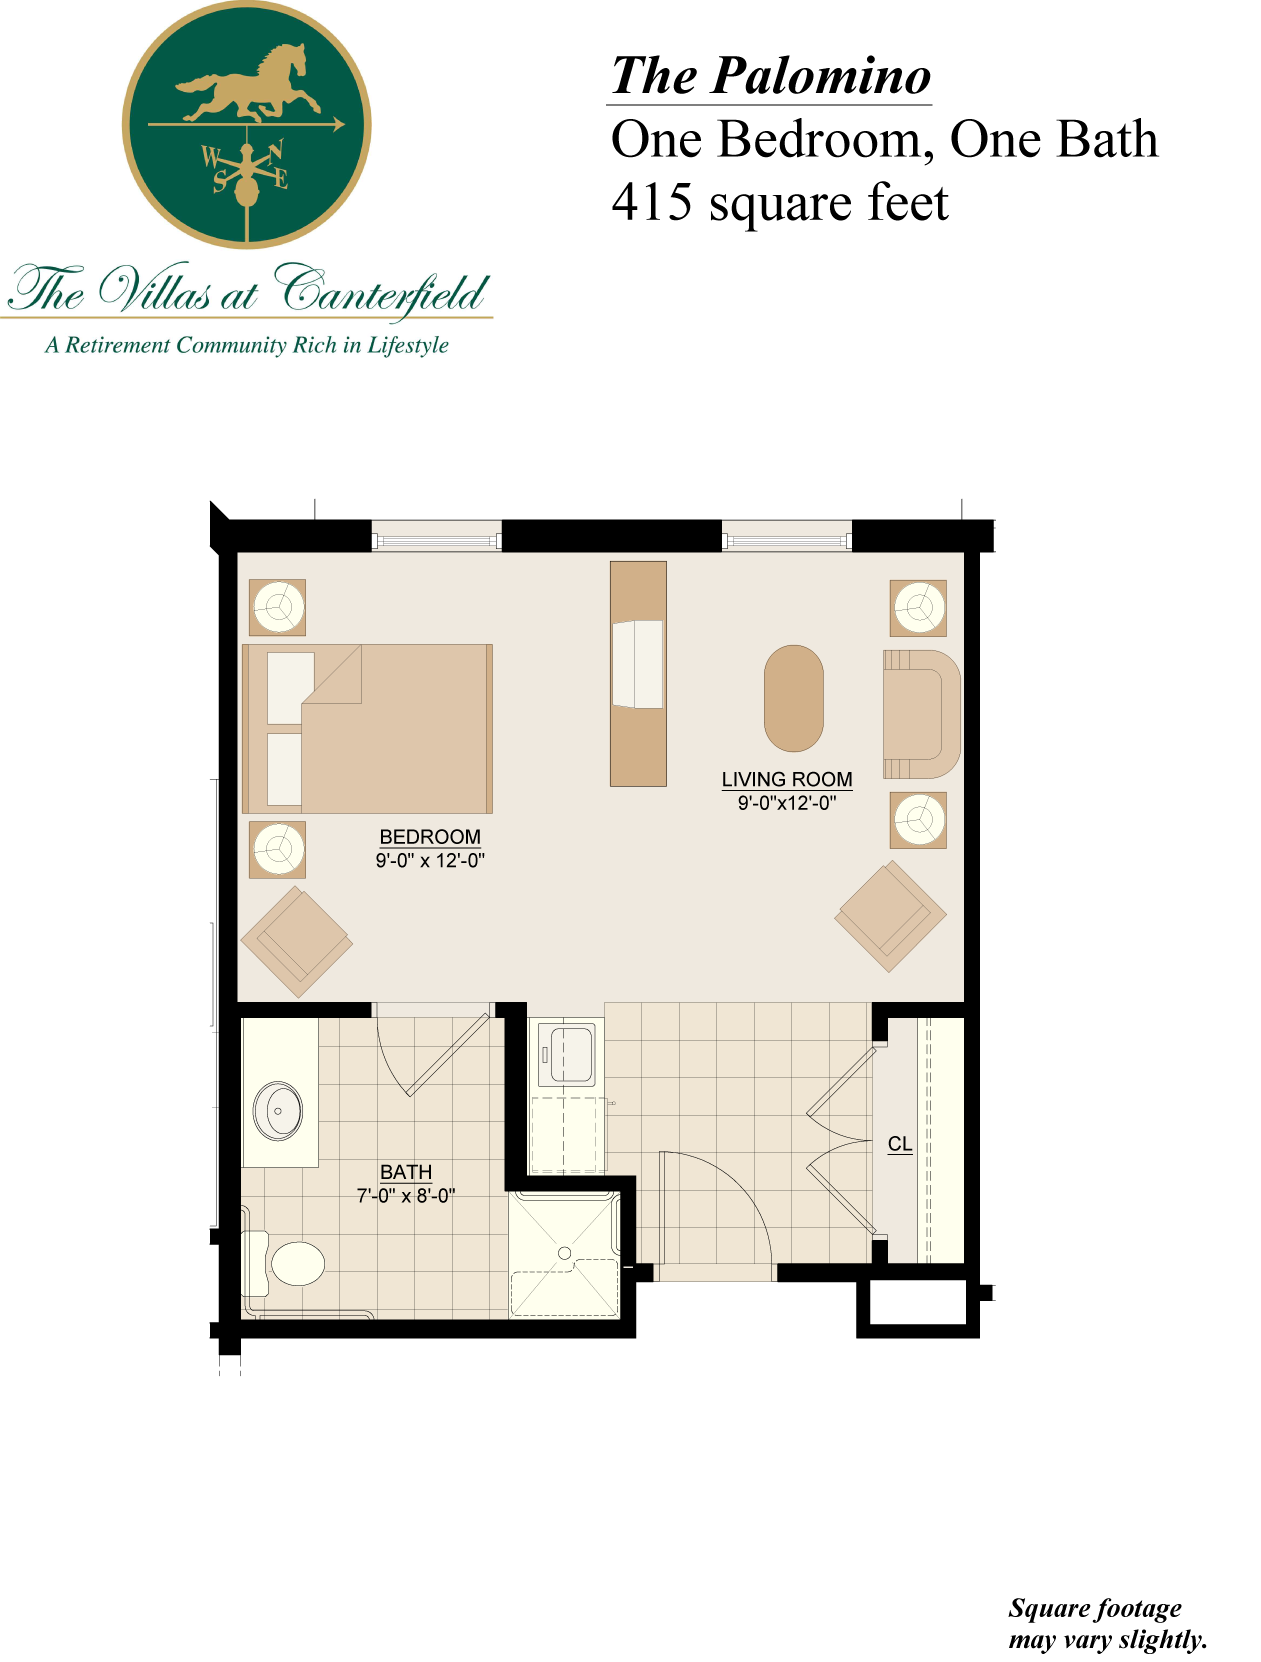 The Palomino
One Bedroom, One Bath
415 square feet
W
N
S
E
The Villas at Canterfield
A Retirement Community Rich in Lifestyle
LIVING ROOM
9'-0"x12'-0"
BEDROOM
9'-0" x 12'-0"
CL
BATH
7'-0" x 8'-0"
Square footage
may vary slightly.